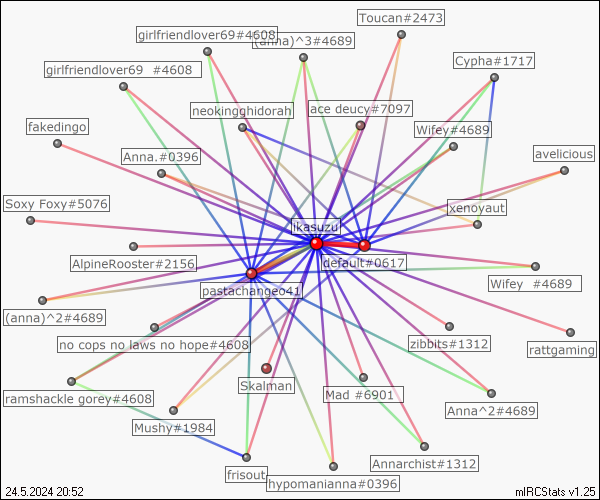 Toucan#2473
girlfriendlover69#4608
(anna)^3#4689
Cypha#1717
girlfriendlover69 #4608
neokingghidorah
ace deucy#7097
fakedingo
Wifey#4689
Anna.#0396
avelicious
Soxy Foxy#5076
xenoyaut
ikasuzu
AlpineRooster#2156
default#0617
pastachangeo41
Wifey #4689
(anna)^2#4689
no cops no laws no hope#4608
zibbits#1312
rattgaming
Skalman
ramshackle gorey#4608
Mad #6901
Anna^2#4689
Mushy#1984
Annarchist#1312
frisout
hypomanianna#0396
24.5.2024 20:52
mIRCStats v1.25